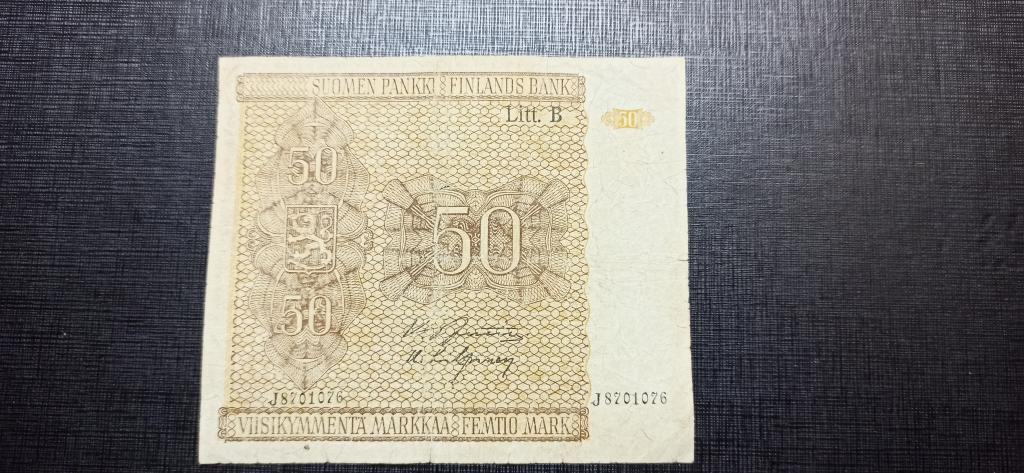 SUOMEN PANKKI FINLANDS BANK
Litt. B
50
50
50
50
J8701076
J8701076
VIISIKYMMENTÄ MARKKAA FEMTIO MARK